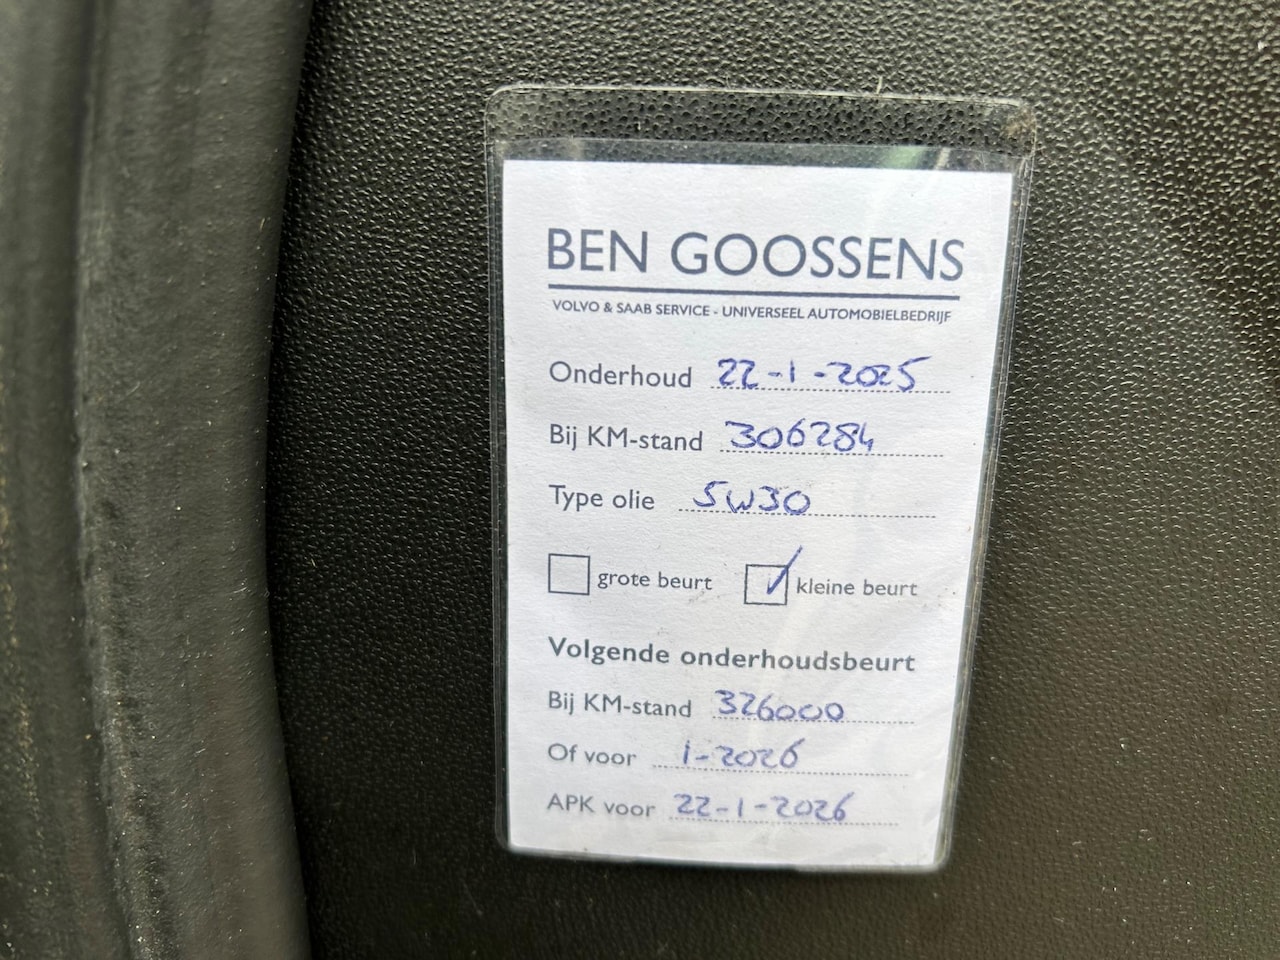 BEN GOOSSENS
VOLVO & SAAB SERVICE - UNIVERSEEL AUTOMOBIELBEDRIJF
Onderhoud 22-1-2025
Bij KM-stand 306284
Type olie 5W30
grote beurt kleine beurt
Volgende onderhoudsbeurt
Bij KM-stand 326000
Of voor 1-2026
APK voor 22-1-2026